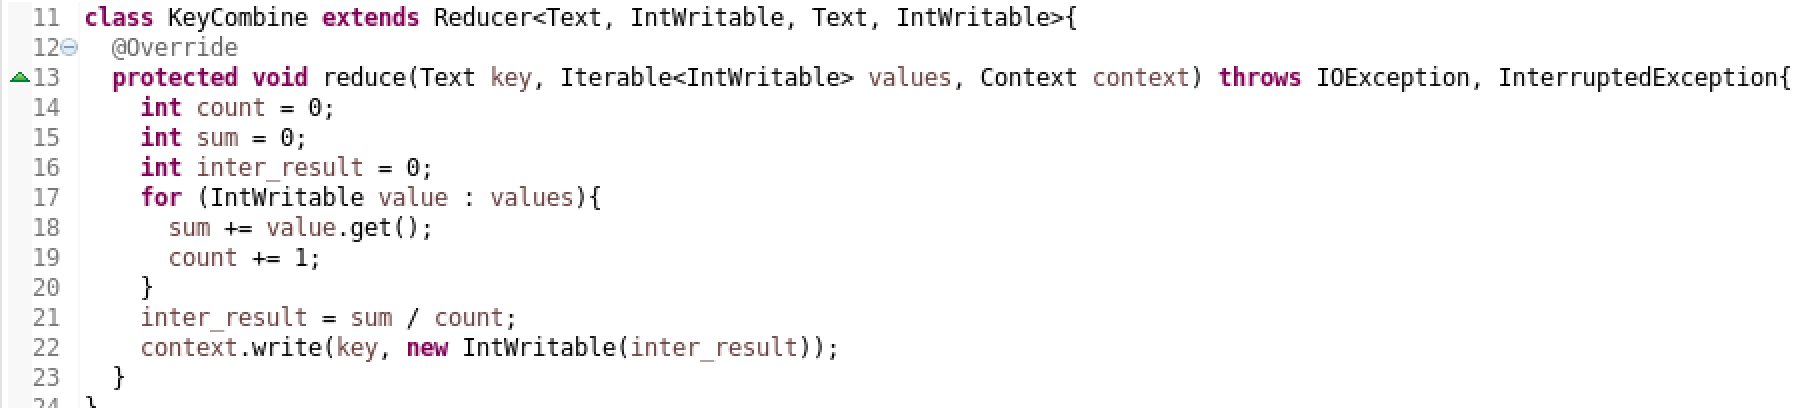 11 class KeyCombine extends Reducer<Text, IntWritable, Text, IntWritable>{
12 @Override
13 protected void reduce(Text key, Iterable<IntWritable> values, Context context) throws IOException, InterruptedException{
14 int count = 0;
15 int sum = 0;
16 int inter_result = 0;
17 for (IntWritable value : values){
18 sum += value.get();
19 count += 1;
20 }
21 inter_result = sum / count;
22 context.write(key, new IntWritable(inter_result));
23 }
24 }